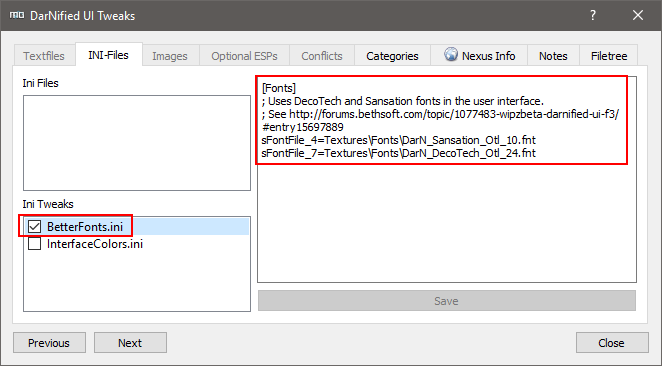 DarNified UI Tweaks
Textfiles INI-Files Images Optional ESPs Conflicts Categories Nexus Info Notes Filetree
Ini Files
Ini Tweaks
BetterFonts.ini
InterfaceColors.ini
[Fonts]
; Uses DecoTech and Sansation fonts in the user interface.
; See http://forums.bethsoft.com/topic/1077483-wipzbeta-darnified-ui-f3/
#entry15697889
sFontFile_4=Textures\Fonts\DarN_Sansation_Otl_10.fnt
sFontFile_7=Textures\Fonts\DarN_DecoTech_Otl_24.fnt
Save
Previous Next Close